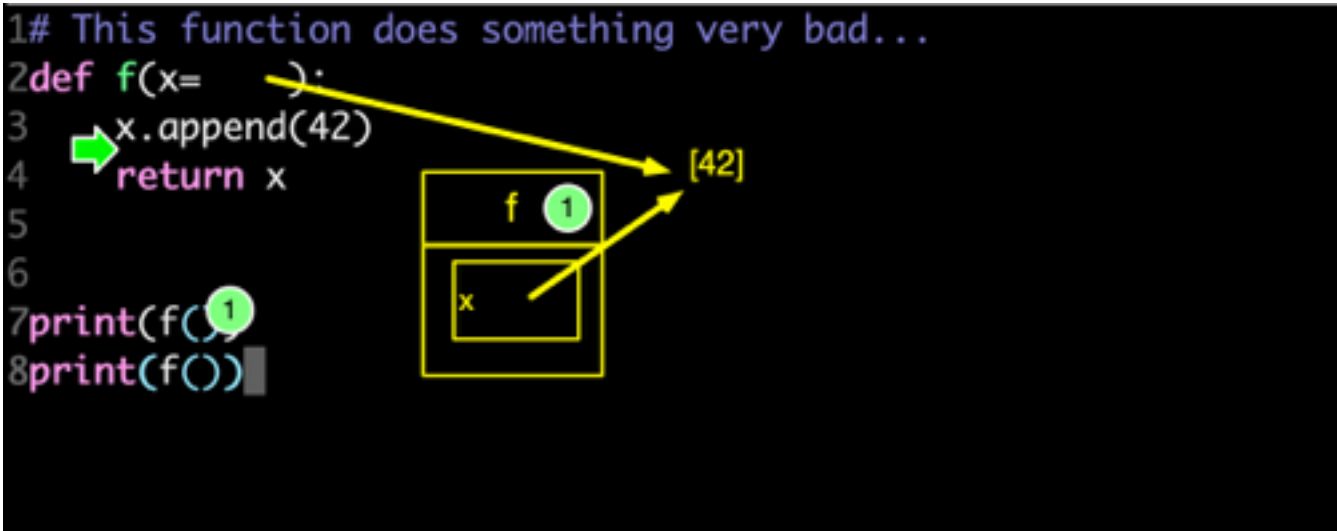 1# This function does something very bad...
2def f(x=    ):
3    x.append(42)
4    return x
5
6
7print(f())
8print(f())
[42]
f 1
x
1